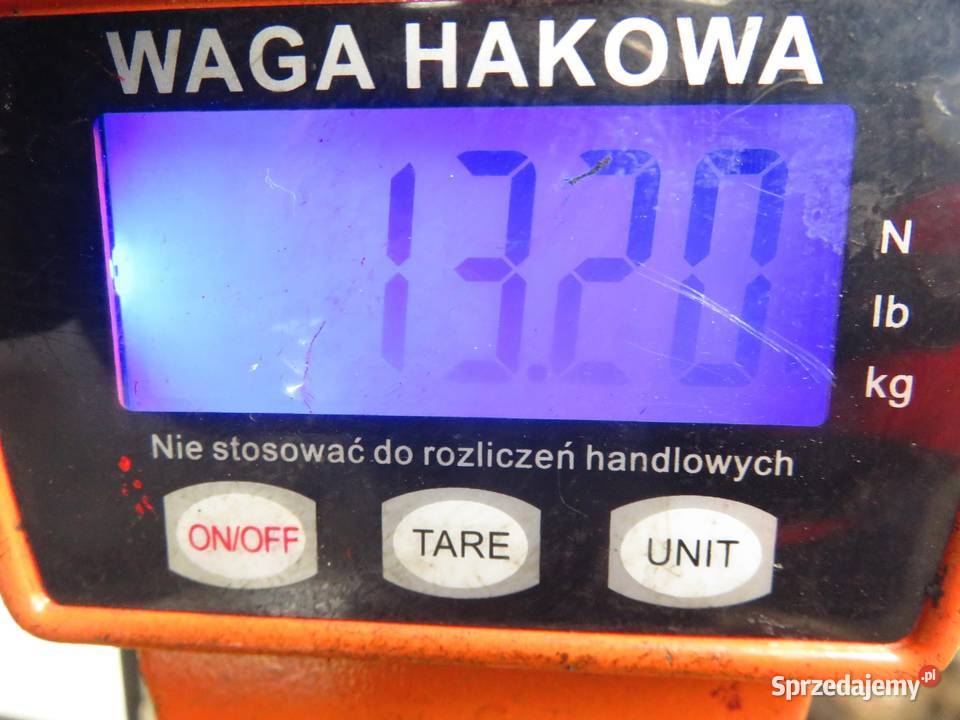 WAGA HAKOWA
13.20
N
lb
kg
Nie stosować do rozliczeń handlowych
ON/OFF
TARE
UNIT
Sprzedajemy.pl